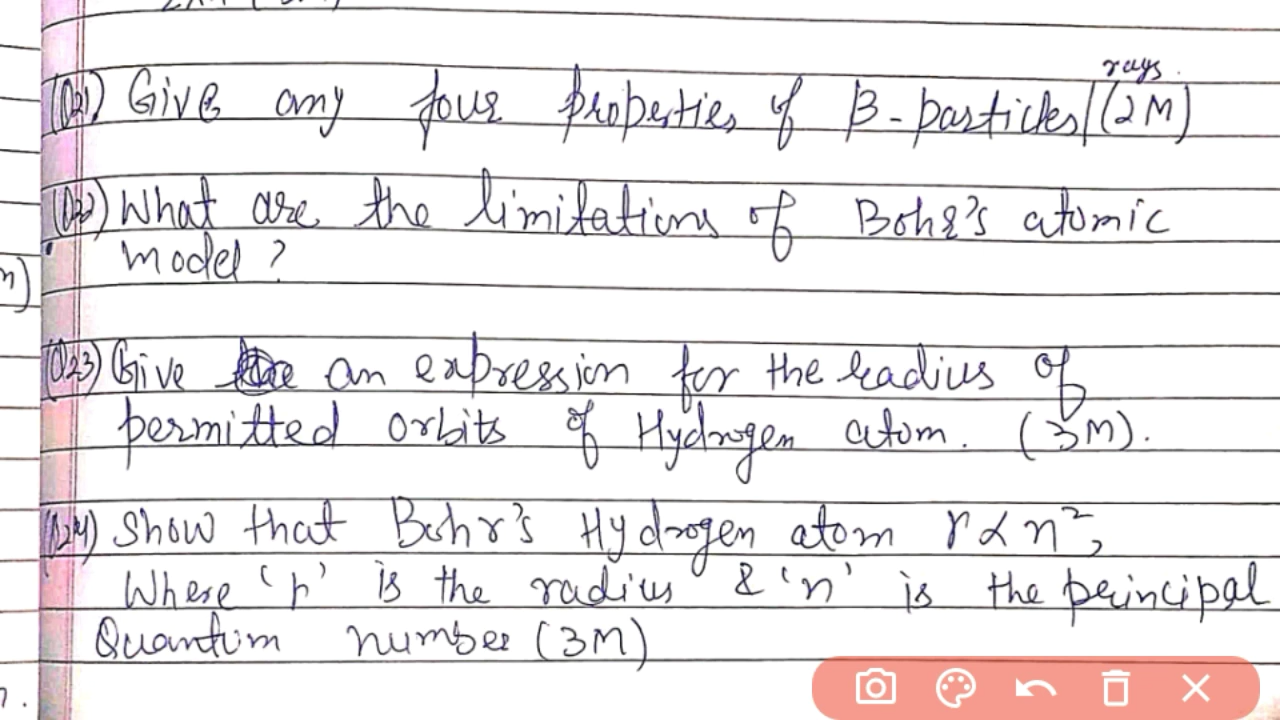 Q21) Give any four properties of β-particles/rays. (2M)
Q22) What are the limitations of Bohr's atomic
model?
Q23) Give an expression for the radius of
permitted orbits of Hydrogen atom. (3M).
Q24) Show that Bohr's Hydrogen atom r ∝ n²,
Where 'r' is the radius & 'n' is the principal
Quantum number (3M)